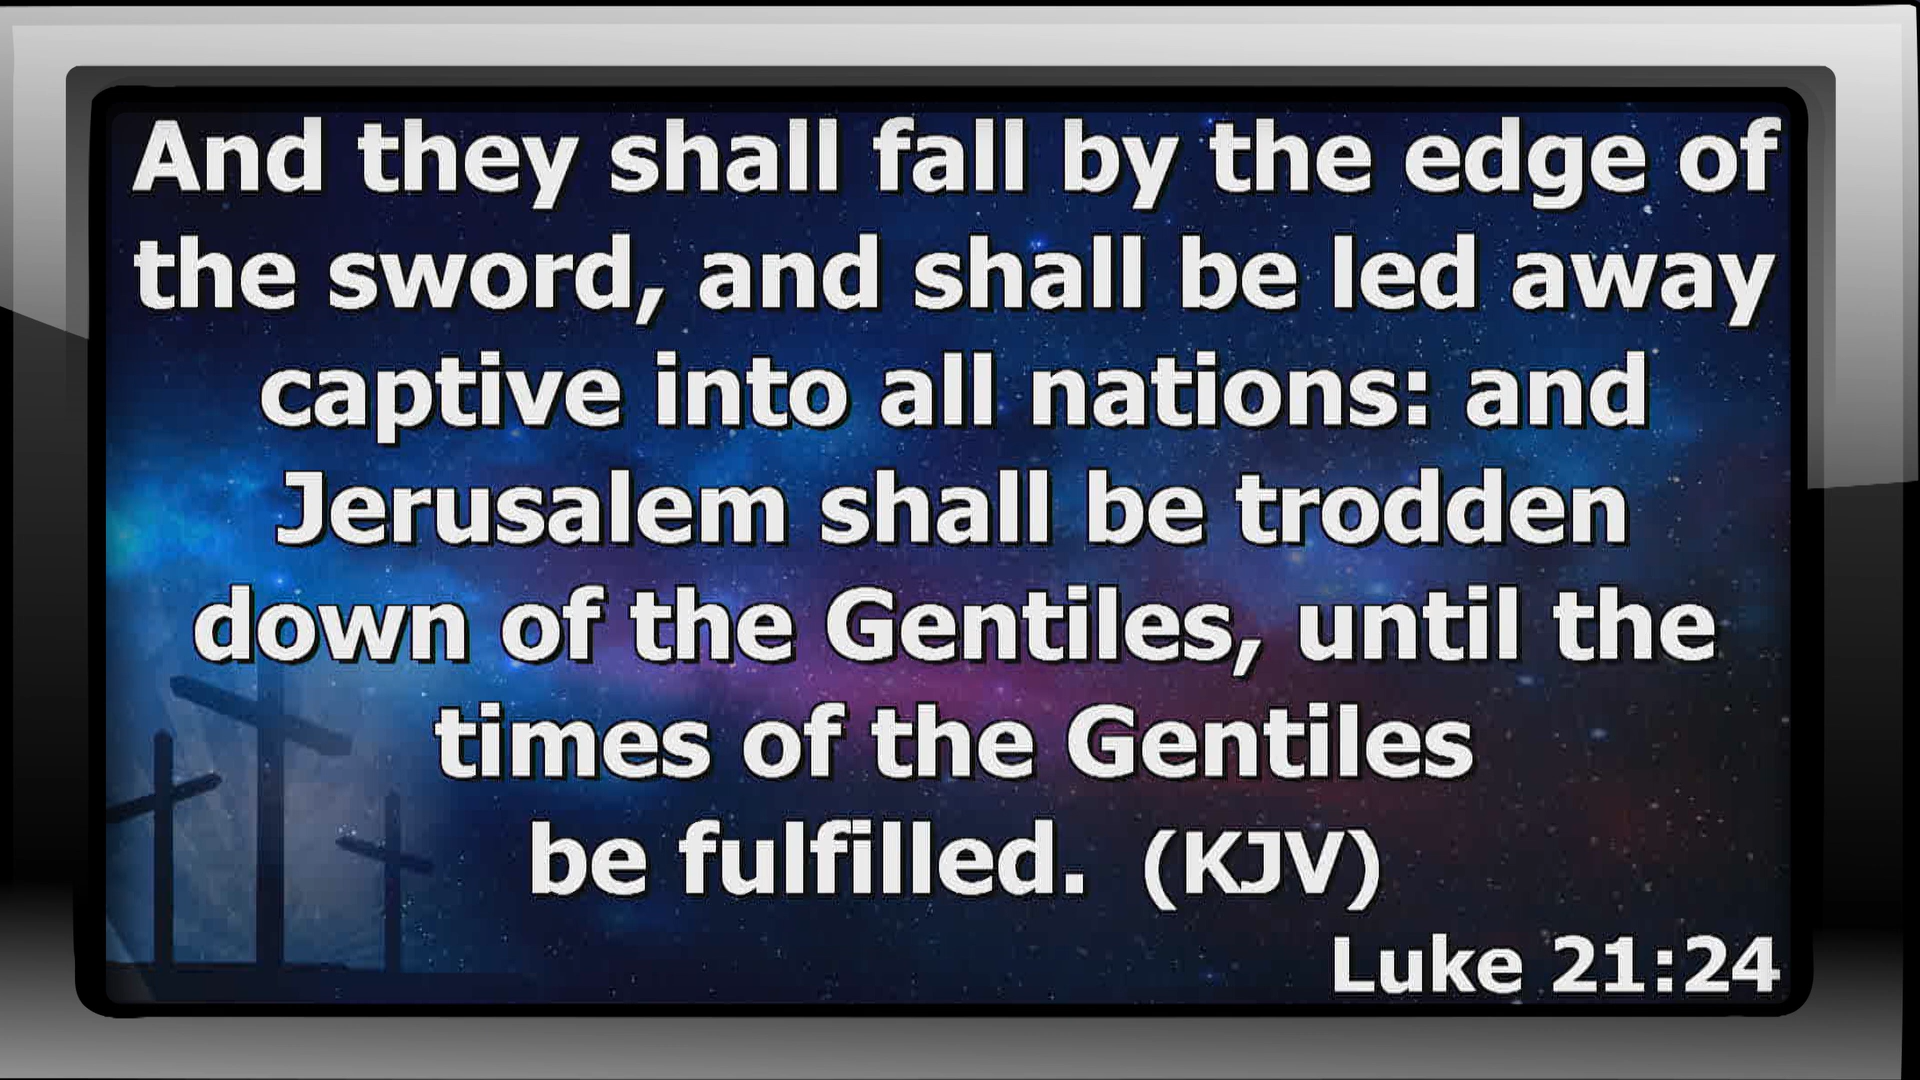 And they shall fall by the edge of
the sword, and shall be led away
captive into all nations: and
Jerusalem shall be trodden
down of the Gentiles, until the
times of the Gentiles
be fulfilled. (KJV)
Luke 21:24